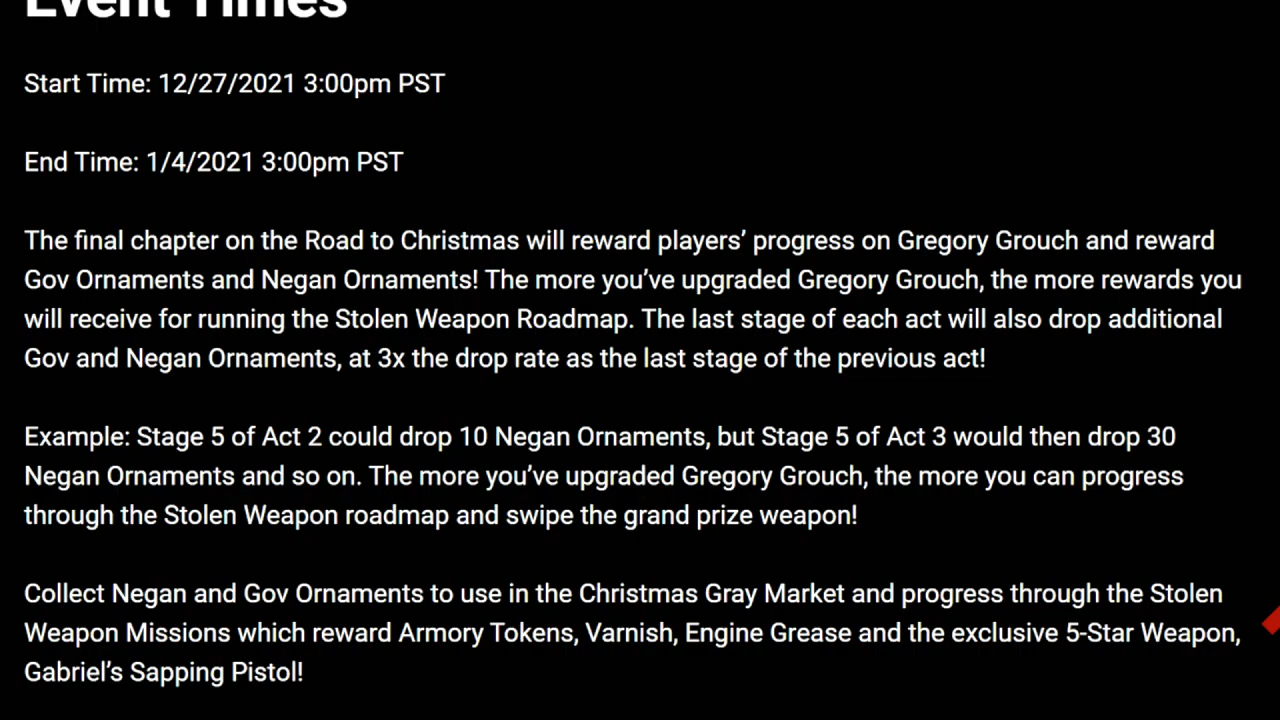 Event Times
Start Time: 12/27/2021 3:00pm PST
End Time: 1/4/2021 3:00pm PST
The final chapter on the Road to Christmas will reward players’ progress on Gregory Grouch and reward
Gov Ornaments and Negan Ornaments! The more you’ve upgraded Gregory Grouch, the more rewards you
will receive for running the Stolen Weapon Roadmap. The last stage of each act will also drop additional
Gov and Negan Ornaments, at 3x the drop rate as the last stage of the previous act!
Example: Stage 5 of Act 2 could drop 10 Negan Ornaments, but Stage 5 of Act 3 would then drop 30
Negan Ornaments and so on. The more you’ve upgraded Gregory Grouch, the more you can progress
through the Stolen Weapon roadmap and swipe the grand prize weapon!
Collect Negan and Gov Ornaments to use in the Christmas Gray Market and progress through the Stolen
Weapon Missions which reward Armory Tokens, Varnish, Engine Grease and the exclusive 5-Star Weapon,
Gabriel’s Sapping Pistol!